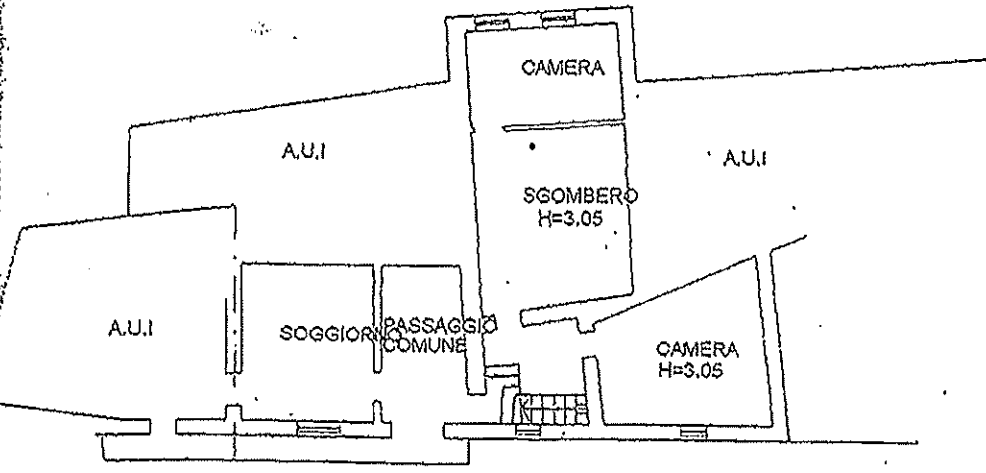 CAMERA
A.U.I
A.U.I
SGOMBERO
H=3,05
A.U.I
SOGGIORNO
PASSAGGIO
COMUNE
CAMERA
H=3,05